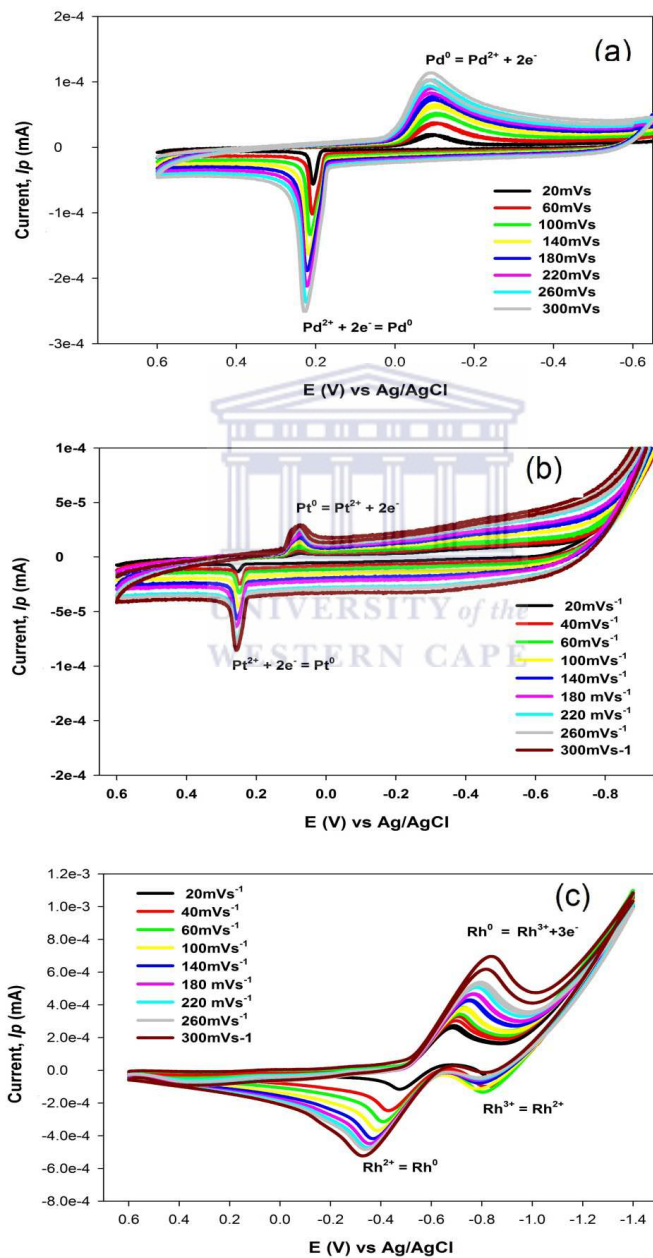 2e-4
1e-4
0
-1e-4
-2e-4
-3e-4
Current, Ip (mA)
(a)
Pd⁰ = Pd²⁺ + 2e⁻
20mVs
60mVs
100mVs
140mVs
180mVs
220mVs
260mVs
300mVs
Pd²⁺ + 2e⁻ = Pd⁰
0.6 0.4 0.2 0.0 -0.2 -0.4 -0.6
E (V) vs Ag/AgCl
1e-4
5e-5
0
-5e-5
-1e-4
-2e-4
-2e-4
Current, Ip (mA)
(b)
Pt⁰ = Pt²⁺ + 2e⁻
UNIVERSITY of the
WESTERN CAPE
Pt²⁺ + 2e⁻ = Pt⁰
20mVs⁻¹
40mVs⁻¹
60mVs⁻¹
100mVs⁻¹
140mVs⁻¹
180 mVs⁻¹
220 mVs⁻¹
260mVs⁻¹
300mVs-1
0.6 0.4 0.2 0.0 -0.2 -0.4 -0.6 -0.8
E (V) vs Ag/AgCl
1.2e-3
1.0e-3
8.0e-4
6.0e-4
4.0e-4
2.0e-4
0.0
-2.0e-4
-4.0e-4
-6.0e-4
-8.0e-4
Current, Ip (mA)
20mVs⁻¹
40mVs⁻¹
60mVs⁻¹
100mVs⁻¹
140mVs⁻¹
180 mVs⁻¹
220 mVs⁻¹
260mVs⁻¹
300mVs-1
(c)
Rh⁰ = Rh³⁺+3e⁻
Rh³⁺ = Rh²⁺
Rh²⁺ = Rh⁰
0.6 0.4 0.2 0.0 -0.2 -0.4 -0.6 -0.8 -1.0 -1.2 -1.4
E (V) vs Ag/AgCl